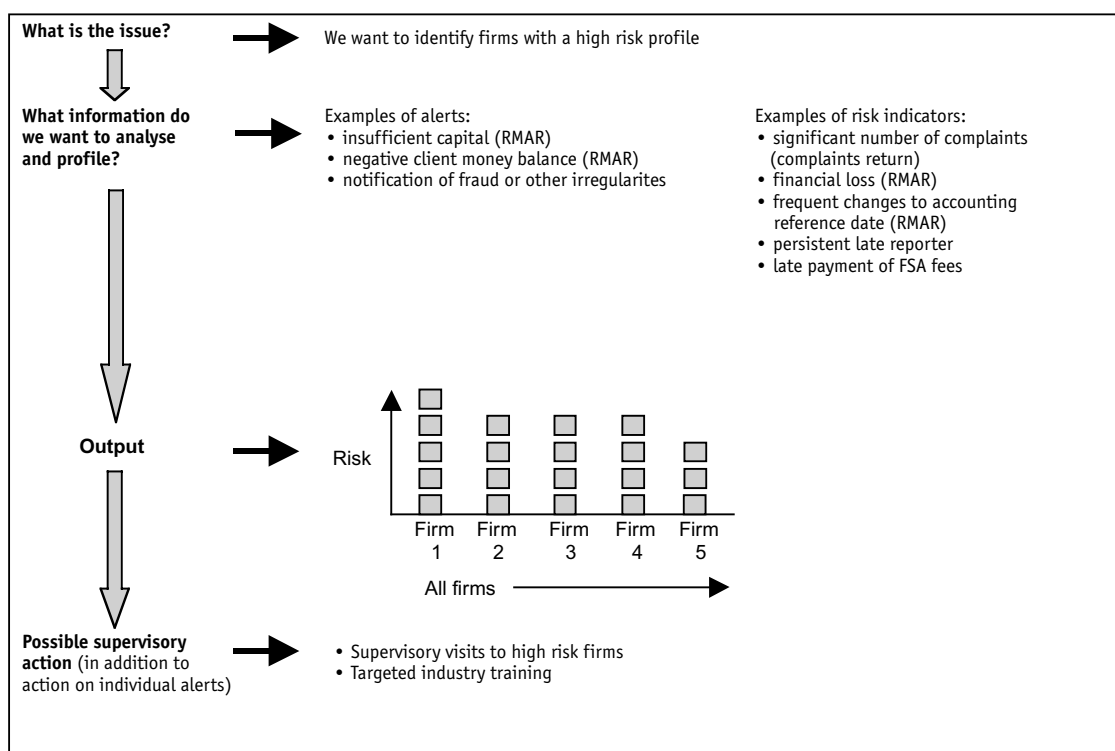 What is the issue?
We want to identify firms with a high risk profile
What information do
we want to analyse
and profile?
Examples of alerts:
• insufficient capital (RMAR)
• negative client money balance (RMAR)
• notification of fraud or other irregularites
Examples of risk indicators:
• significant number of complaints
(complaints return)
• financial loss (RMAR)
• frequent changes to accounting
reference date (RMAR)
• persistent late reporter
• late payment of FSA fees
Output
Risk
Firm Firm Firm Firm Firm
1 2 3 4 5
All firms
Possible supervisory
action (in addition to
action on individual alerts)
• Supervisory visits to high risk firms
• Targeted industry training